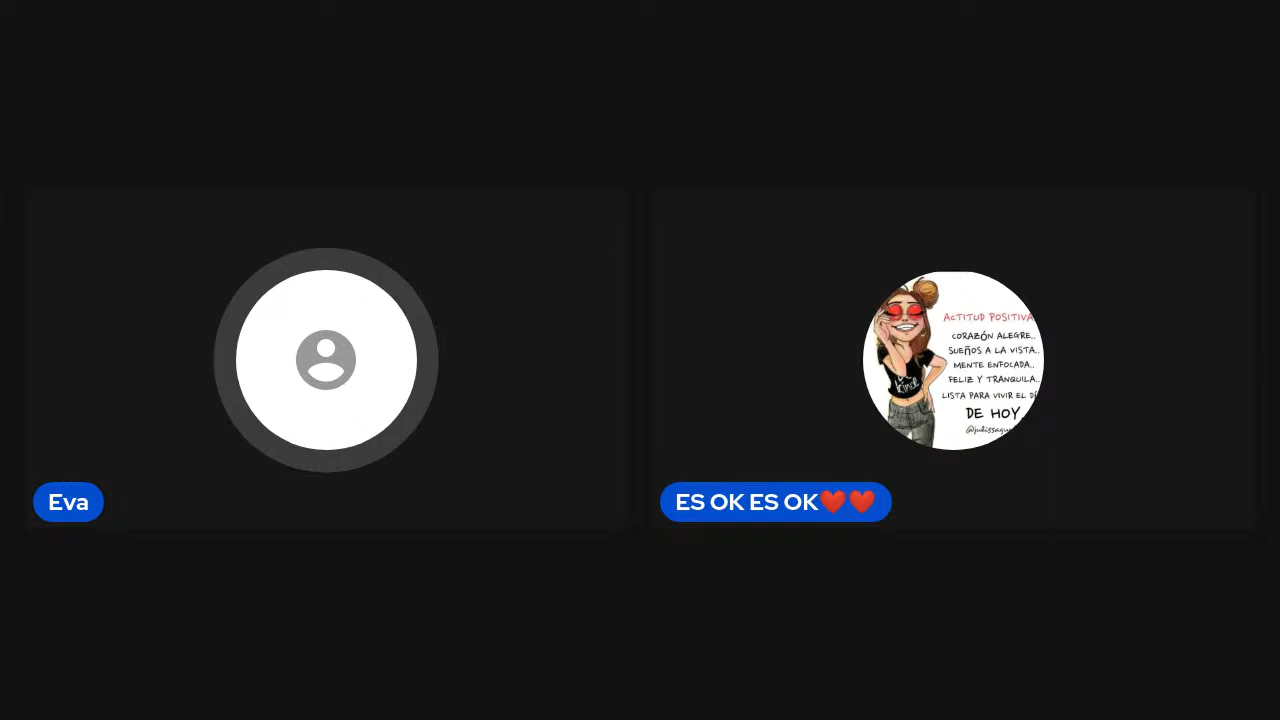 Eva
ES OK ES OK❤️❤️
ACTITUD POSITIVA
CORAZÓN ALEGRE..
SUEÑOS A LA VISTA..
MENTE ENFOCADA..
FELIZ Y TRANQUILA..
LISTA PARA VIVIR EL
DE HOY
kind